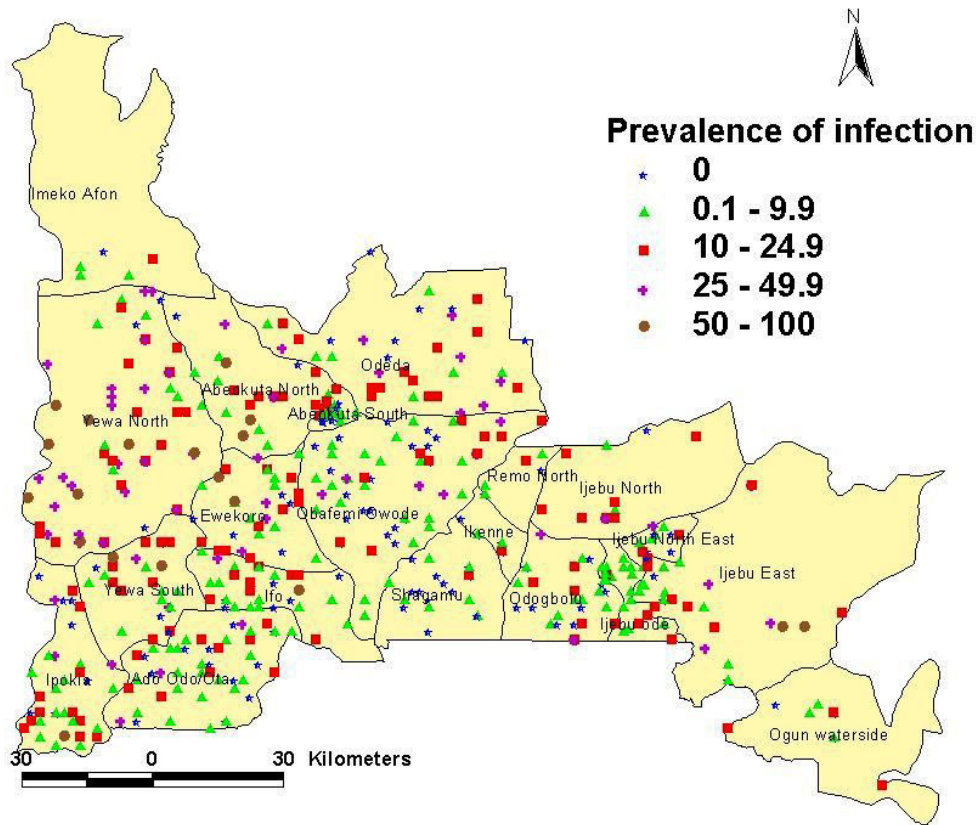 N
Prevalence of infection
0
0.1 - 9.9
10 - 24.9
25 - 49.9
50 - 100
Imeko Afon
Odeda
Abeokuta North
Abeokuta South
Yewa North
Remo North
Ijebu North
Ewekoro
Obafemi Owode
Ikenne
Ijebu North East
Ijebu East
Yewa South
Ifo
Shagamu
Odogbolu
Ijebu ode
Ipokia
Ado Odo/Ota
Ogun waterside
30 0 30 Kilometers